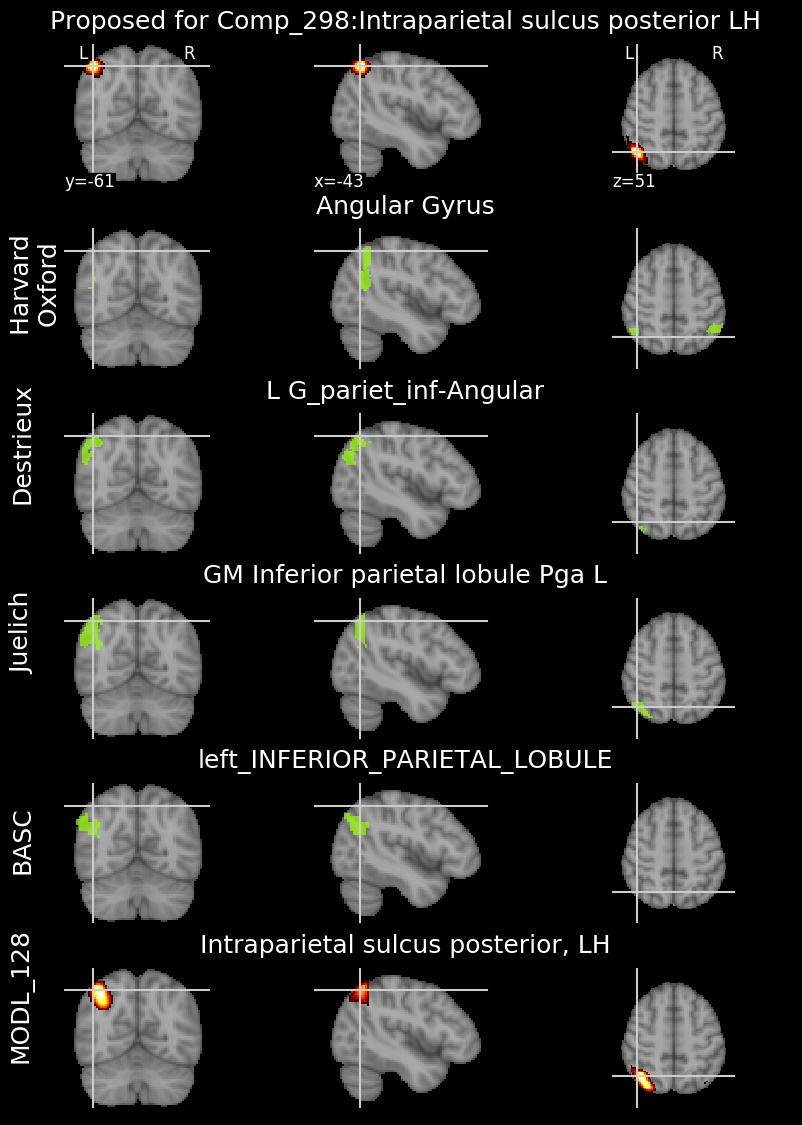 Proposed for Comp_298:Intraparietal sulcus posterior LH
L R
L R
y=-61
x=-43
z=51
Angular Gyrus
Harvard
Oxford
L G_pariet_inf-Angular
Destrieux
GM Inferior parietal lobule Pga L
Juelich
left_INFERIOR_PARIETAL_LOBULE
BASC
Intraparietal sulcus posterior, LH
MODL_128